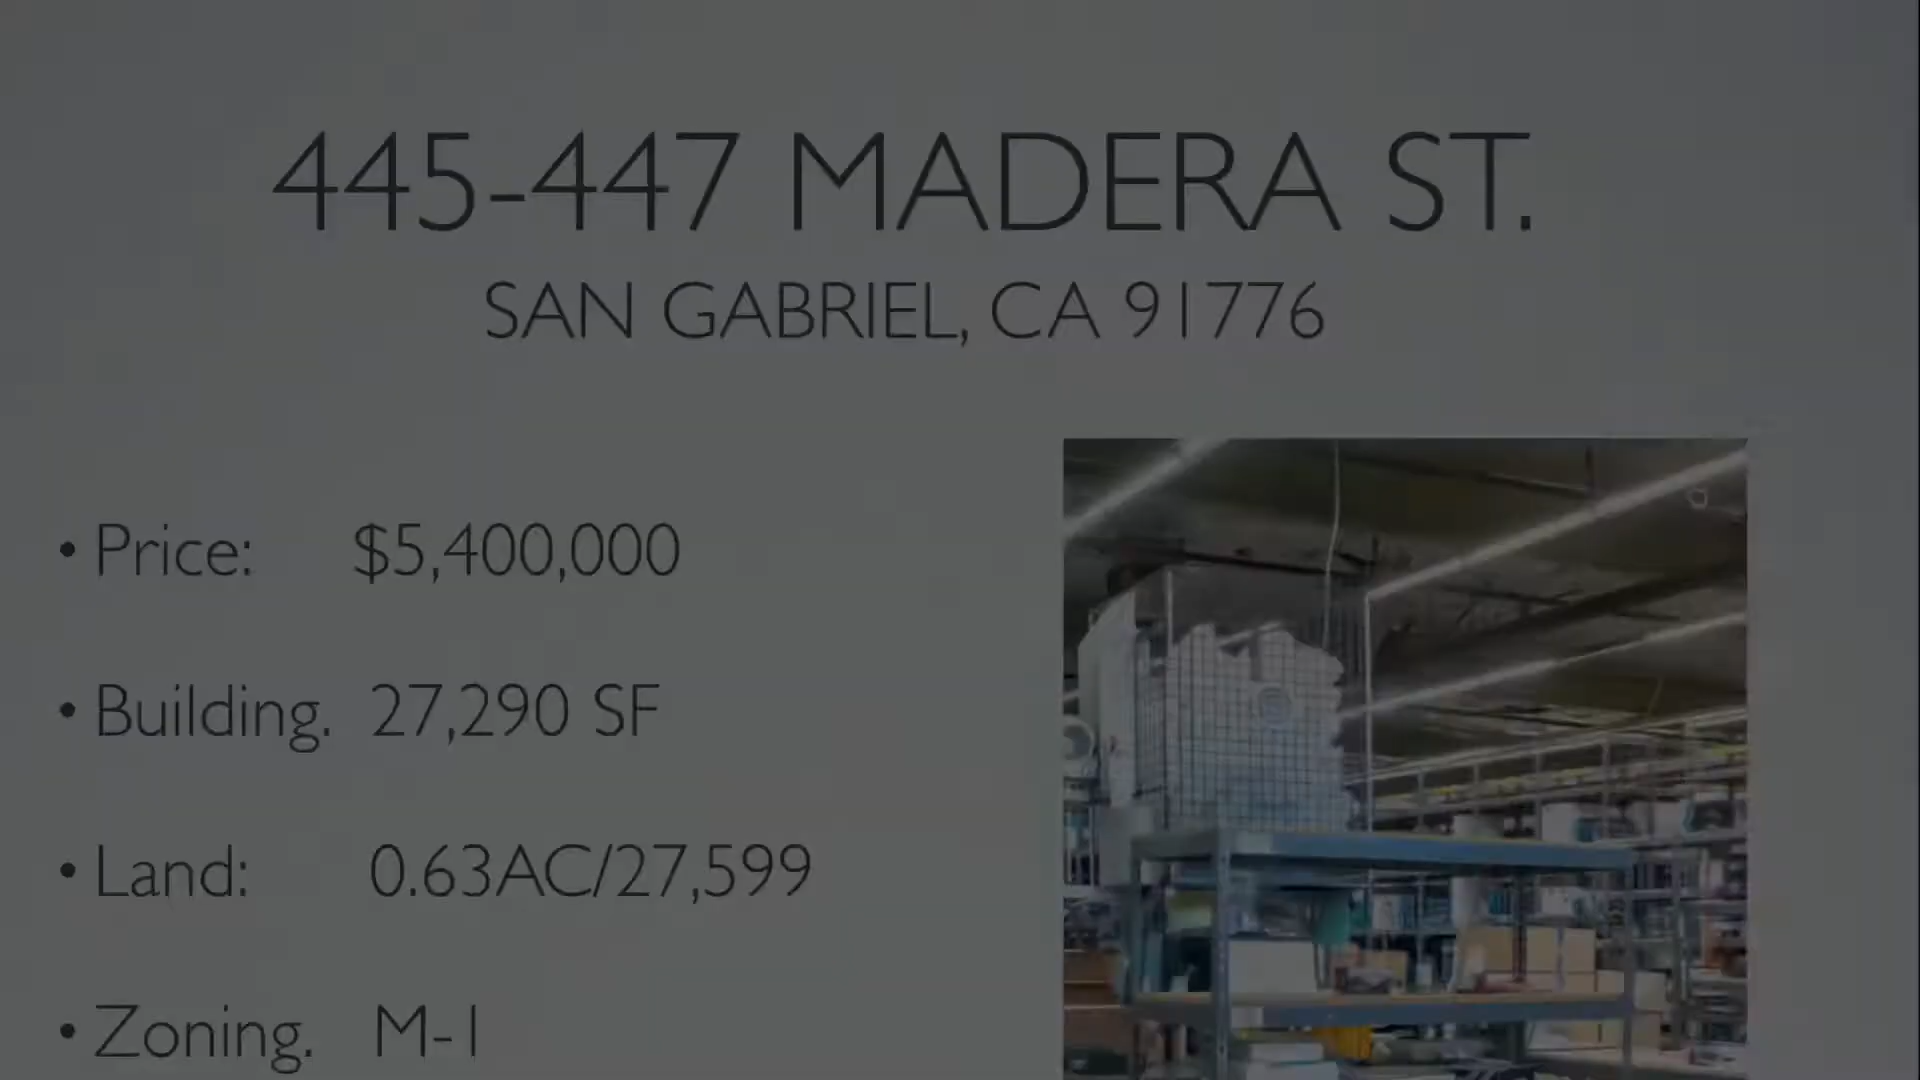 445-447 MADERA ST.
SAN GABRIEL, CA 91776
• Price: $5,400,000
• Building. 27,290 SF
• Land: 0.63AC/27,599
• Zoning. M-1